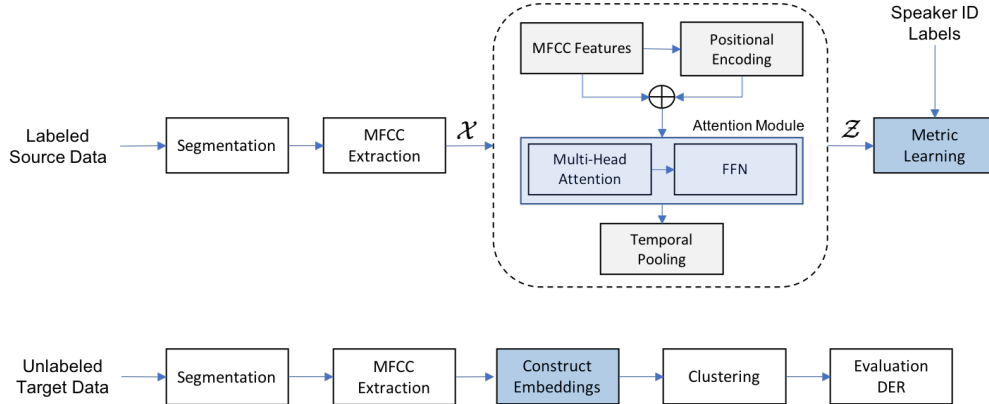 Speaker ID
Labels
MFCC Features
Positional
Encoding
Attention Module
Labeled
Source Data
Segmentation
MFCC
Extraction
𝒳
Multi-Head
Attention
FFN
𝒵
Metric
Learning
Temporal
Pooling
Unlabeled
Target Data
Segmentation
MFCC
Extraction
Construct
Embeddings
Clustering
Evaluation
DER